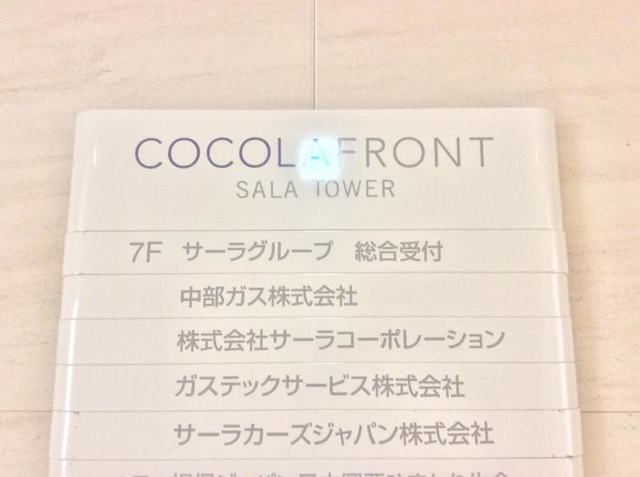 COCOLAFRONT
SALA TOWER
7F サーラグループ 総合受付
中部ガス株式会社
株式会社サーラコーポレーション
ガステックサービス株式会社
サーラカーズジャパン株式会社